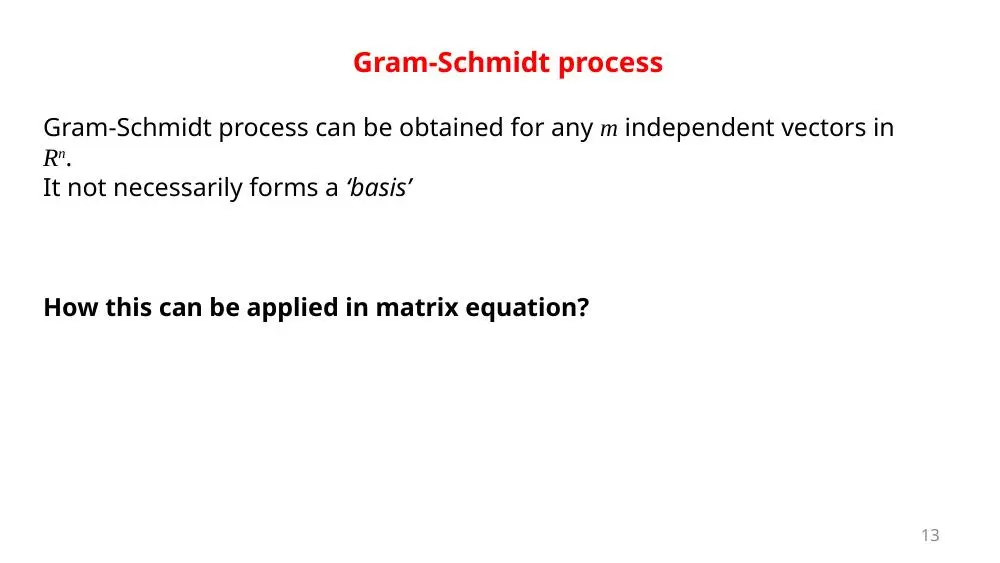 Gram-Schmidt process
Gram-Schmidt process can be obtained for any m independent vectors in
Rⁿ.
It not necessarily forms a ‘basis’
How this can be applied in matrix equation?
13